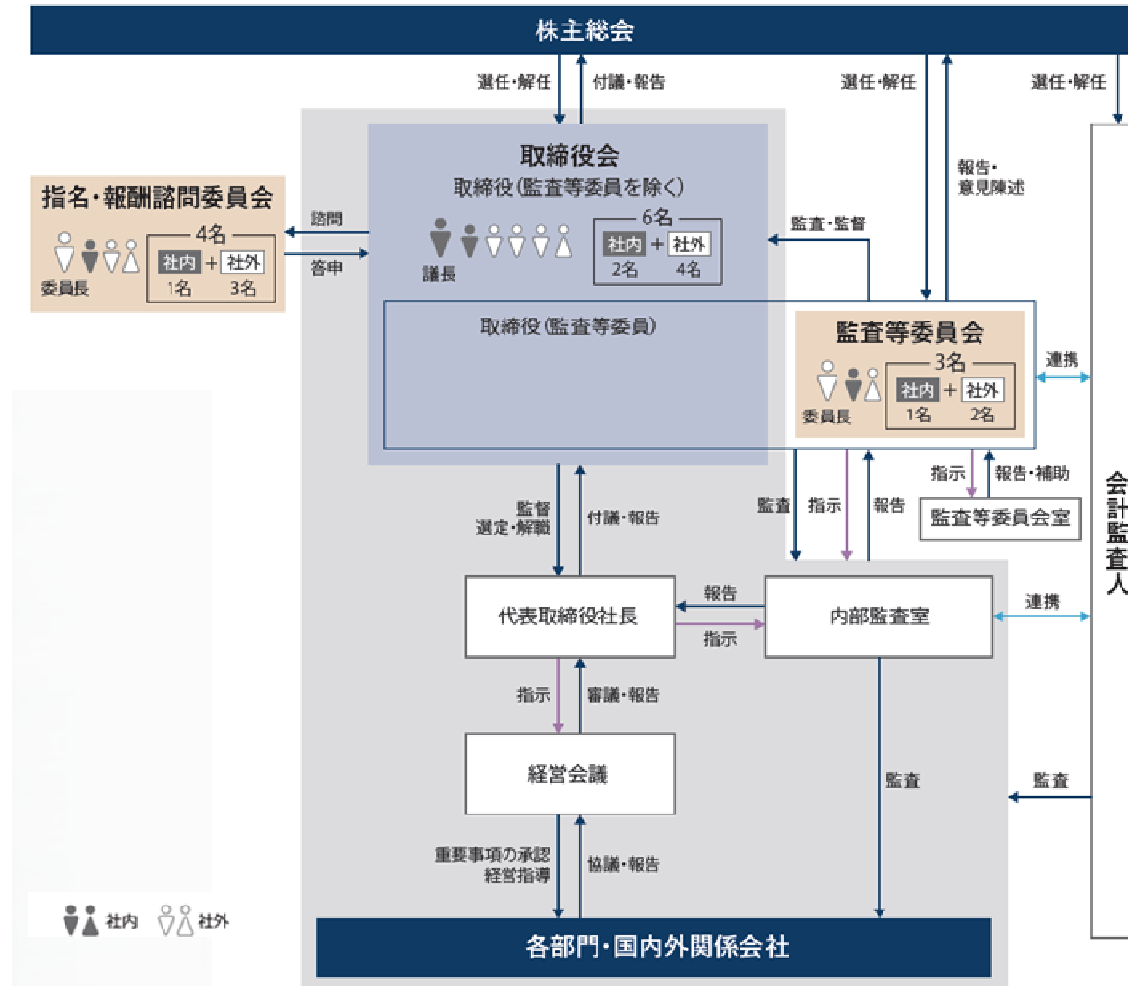 株主総会
選任・解任
付議・報告
選任・解任
選任・解任
報告・
意見陳述
取締役会
取締役(監査等委員を除く)
議長
6名
社内 + 社外
2名 4名
指名・報酬諮問委員会
4名
社内 + 社外
1名 3名
委員長
諮問
答申
監査・監督
取締役(監査等委員)
監査等委員会
3名
社内 + 社外
1名 2名
委員長
連携
監督
選定・解職
付議・報告
監査
指示
報告
指示
報告・補助
監査等委員会室
会計監査人
代表取締役社長
報告
指示
内部監査室
連携
指示
審議・報告
経営会議
監査
監査
重要事項の承認
経営指導
協議・報告
各部門・国内外関係会社
社内 社外